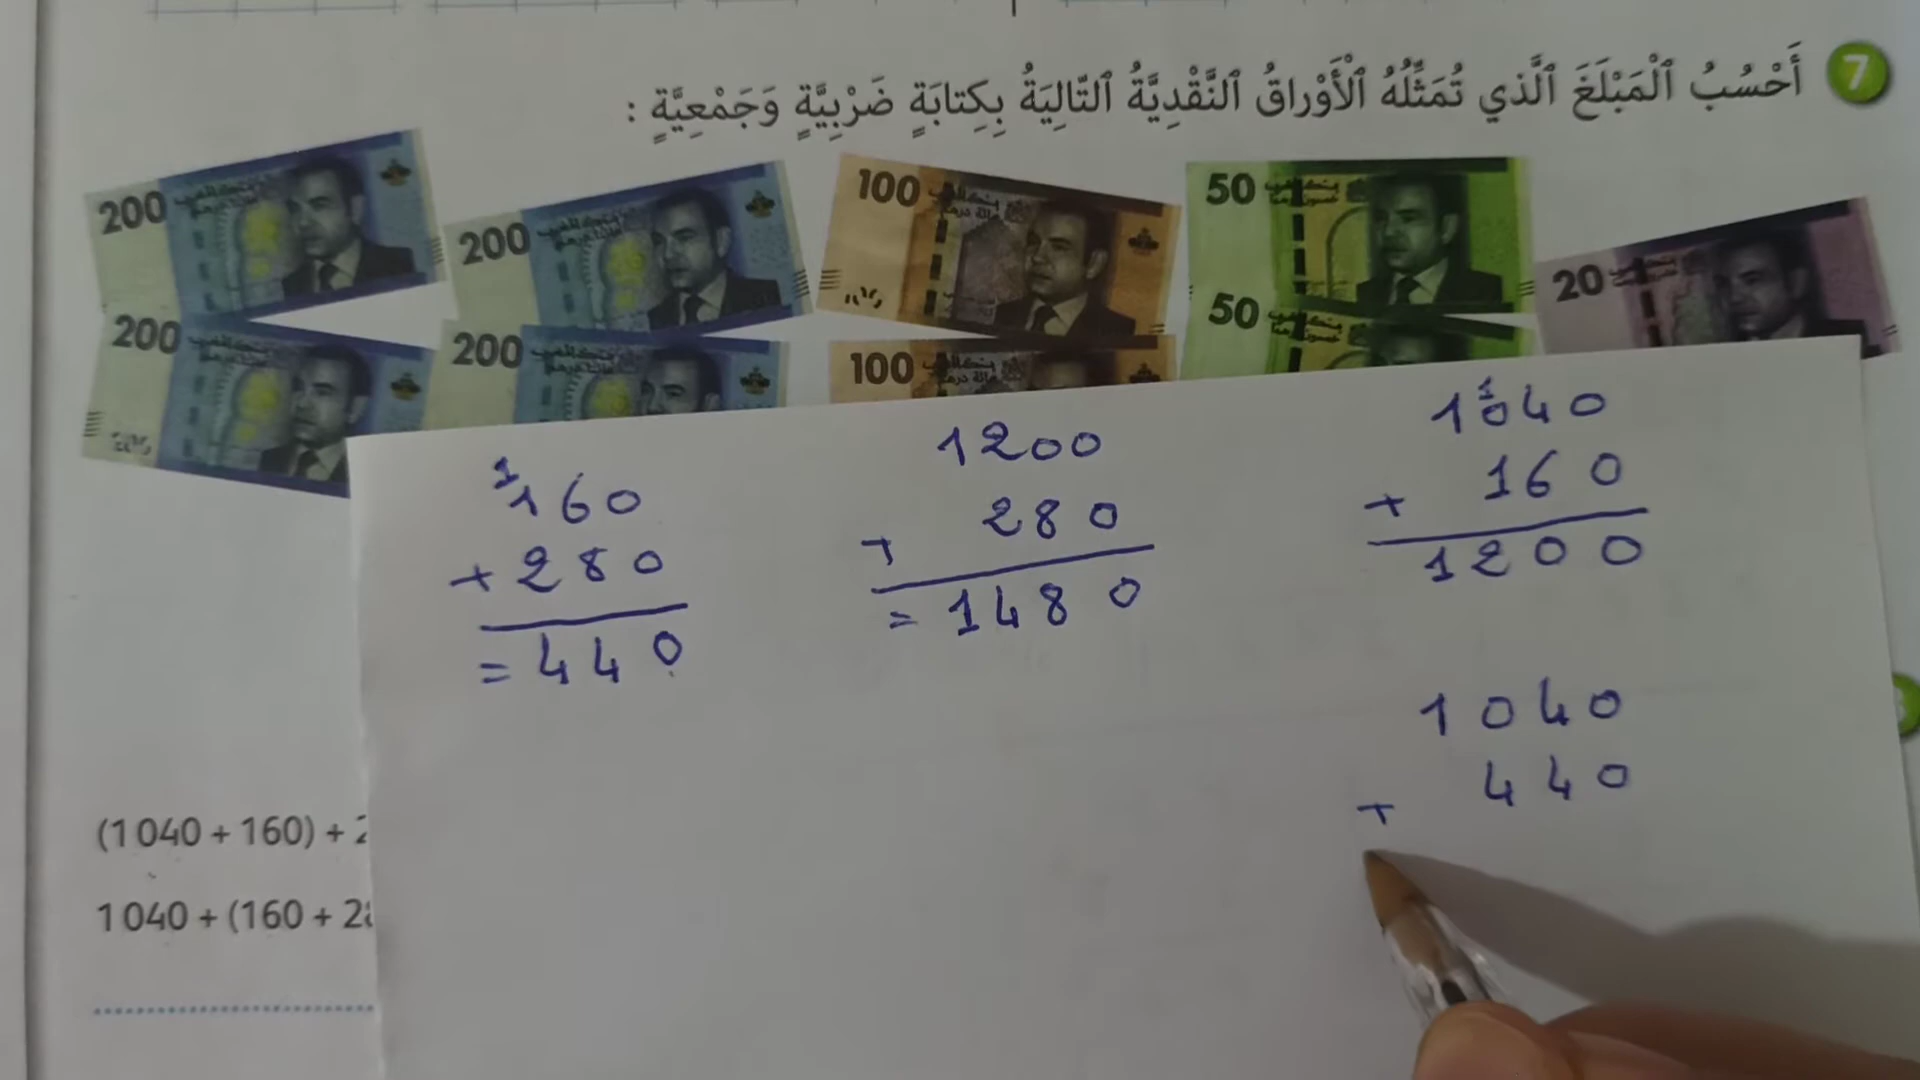 7 أَحْسُبُ ٱلْمَبْلَغَ ٱلَّذي تُمَثِّلُهُ ٱلْأَوْراقُ ٱلنَّقْدِيَّةُ ٱلتّالِيَةُ بِكِتابَةٍ ضَرْبِيَّةٍ وَجَمْعِيَّةٍ :
200 200 100 50 20
200 200 100 50
160
+ 280
= 440
1200
+ 280
= 1480
1040
+ 160
1200
1040
+ 440
(1 040 + 160) + 2
1 040 + (160 + 28